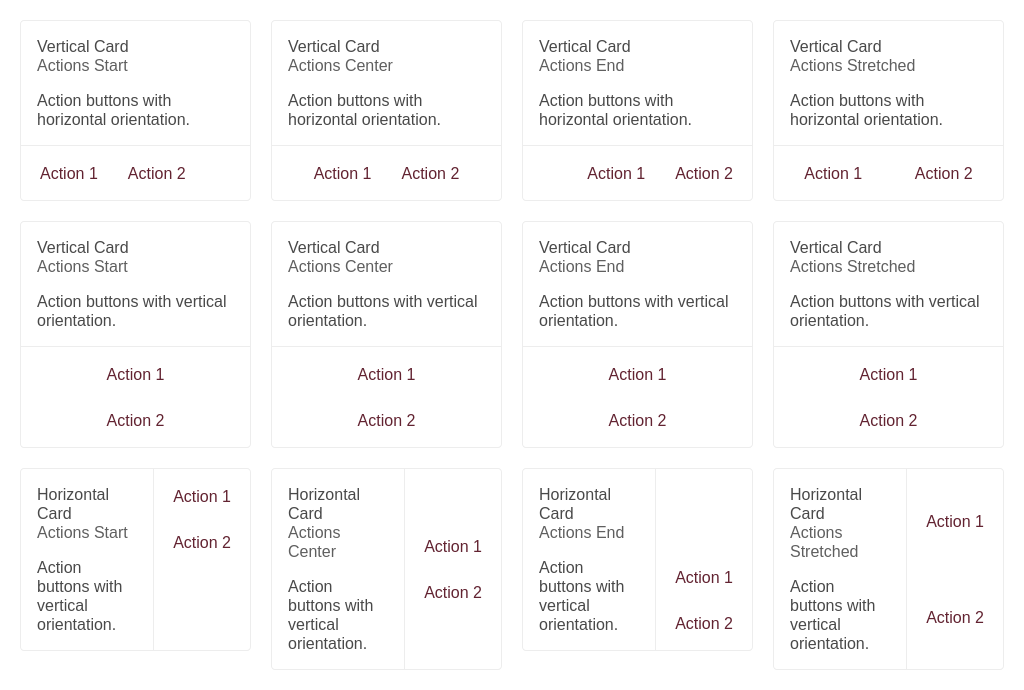 Vertical Card
Actions Start
Action buttons with
horizontal orientation.
Action 1 Action 2
Vertical Card
Actions Center
Action buttons with
horizontal orientation.
Action 1 Action 2
Vertical Card
Actions End
Action buttons with
horizontal orientation.
Action 1 Action 2
Vertical Card
Actions Stretched
Action buttons with
horizontal orientation.
Action 1 Action 2
Vertical Card
Actions Start
Action buttons with vertical
orientation.
Action 1
Action 2
Vertical Card
Actions Center
Action buttons with vertical
orientation.
Action 1
Action 2
Vertical Card
Actions End
Action buttons with vertical
orientation.
Action 1
Action 2
Vertical Card
Actions Stretched
Action buttons with vertical
orientation.
Action 1
Action 2
Horizontal
Card
Actions Start
Action
buttons with
vertical
orientation.
Action 1
Action 2
Horizontal
Card
Actions
Center
Action
buttons with
vertical
orientation.
Action 1
Action 2
Horizontal
Card
Actions End
Action
buttons with
vertical
orientation.
Action 1
Action 2
Horizontal
Card
Actions
Stretched
Action
buttons with
vertical
orientation.
Action 1
Action 2